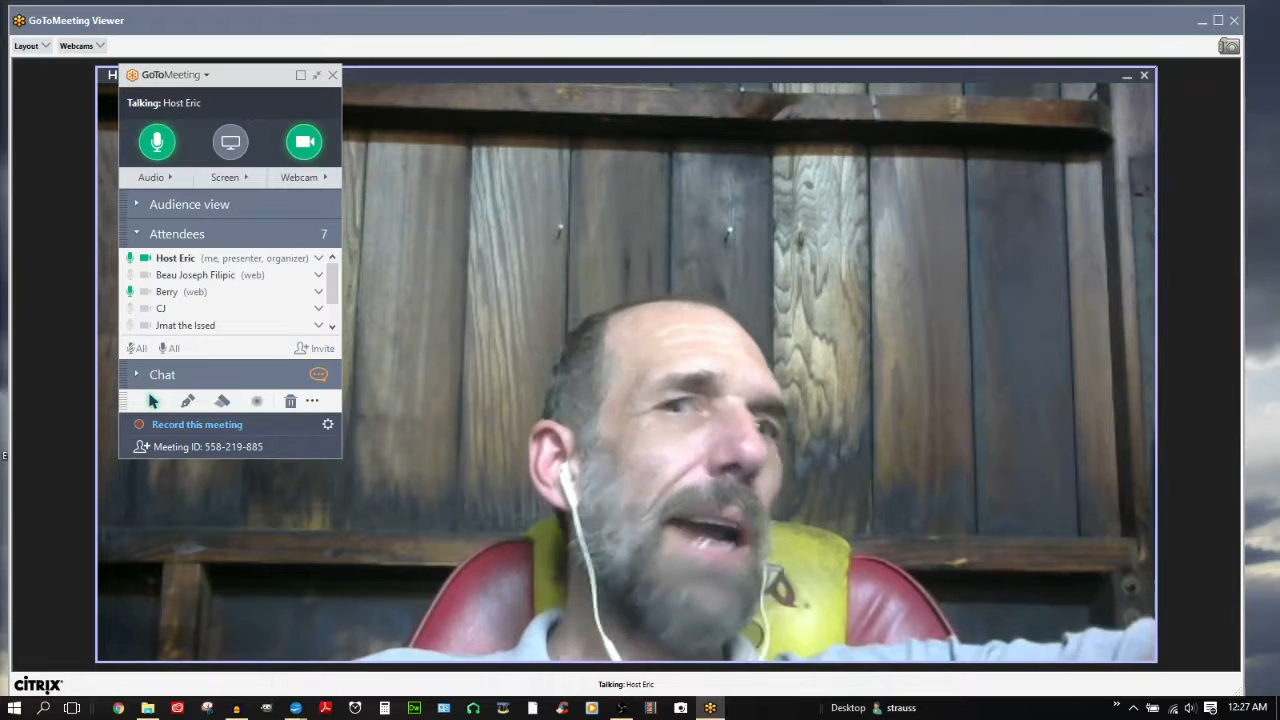 GoToMeeting Viewer
Layout
Webcams
H
GoToMeeting
Talking: Host Eric
Audio
Screen
Webcam
Audience view
Attendees 7
Host Eric (me, presenter, organizer)
Beau Joseph Filipic (web)
Berry (web)
CJ
Jmat the Issed
All All Invite
Chat
Record this meeting
Meeting ID: 558-219-885
E
CITRIX
Talking: Host Eric
Dw
Desktop
strauss
»
12:27 AM